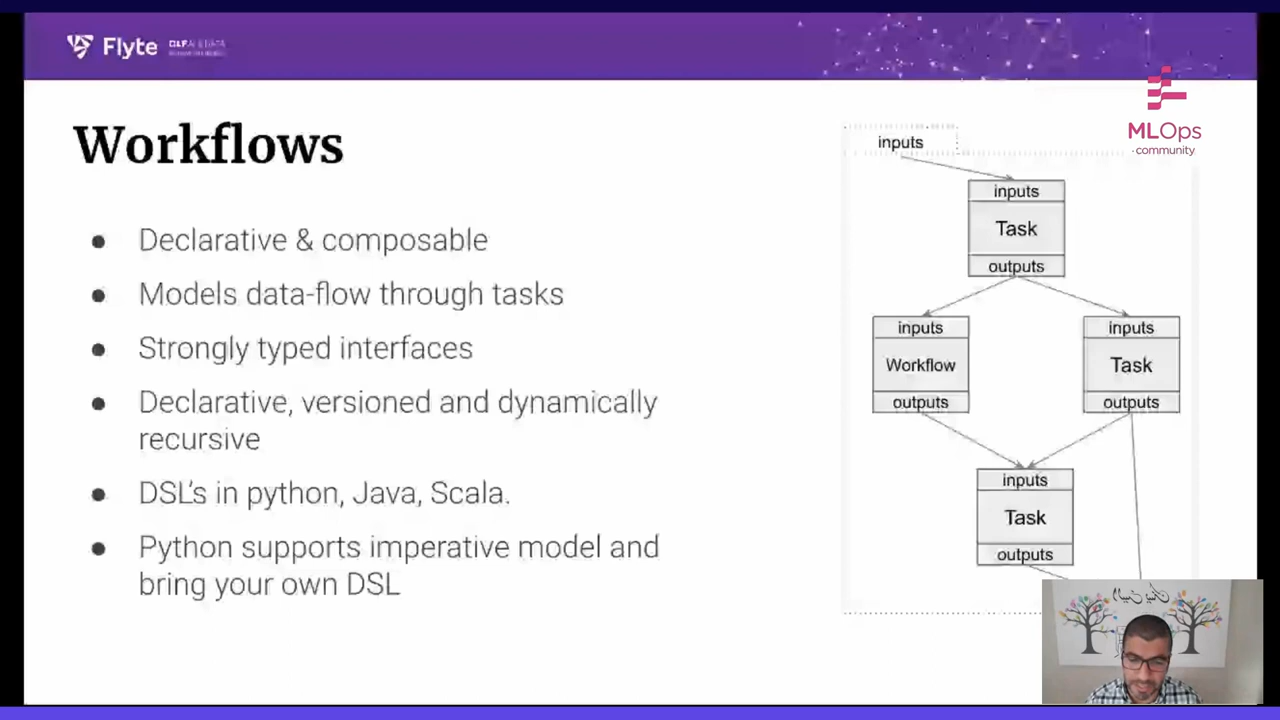 Flyte
MLOps
community
Workflows
Declarative & composable
Models data-flow through tasks
Strongly typed interfaces
Declarative, versioned and dynamically
recursive
DSL's in python, Java, Scala.
Python supports imperative model and
bring your own DSL
inputs
inputs
Task
outputs
inputs
Workflow
outputs
inputs
Task
outputs
inputs
Task
outputs